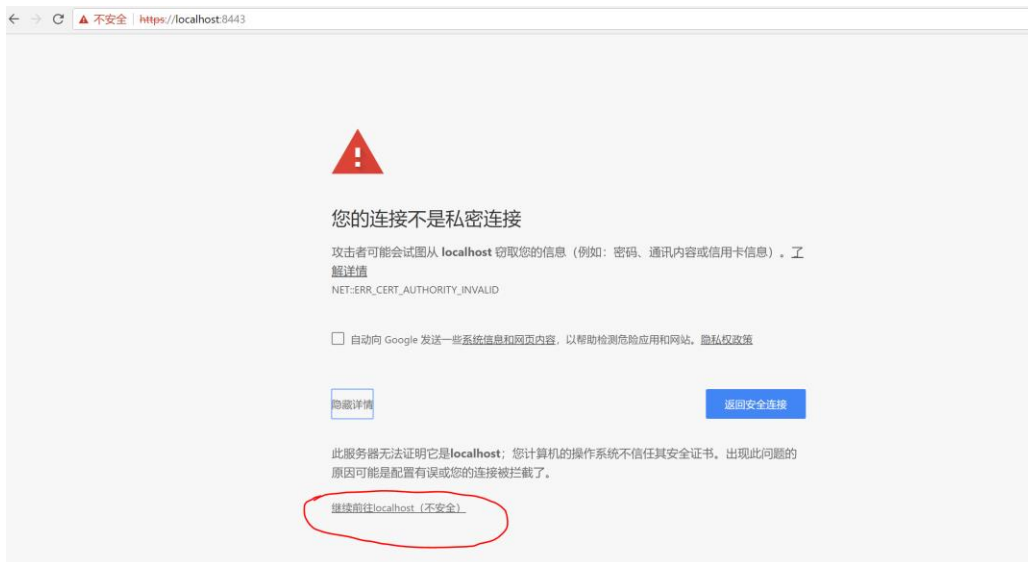 不安全 https://localhost:8443
您的连接不是私密连接
攻击者可能会试图从 localhost 窃取您的信息（例如：密码、通讯内容或信用卡信息）。了
解详情
NET::ERR_CERT_AUTHORITY_INVALID
自动向 Google 发送一些系统信息和网页内容，以帮助检测危险应用和网站。隐私权政策
隐藏详情
返回安全连接
此服务器无法证明它是localhost；您计算机的操作系统不信任其安全证书。出现此问题的
原因可能是配置有误或您的连接被拦截了。
继续前往localhost（不安全）